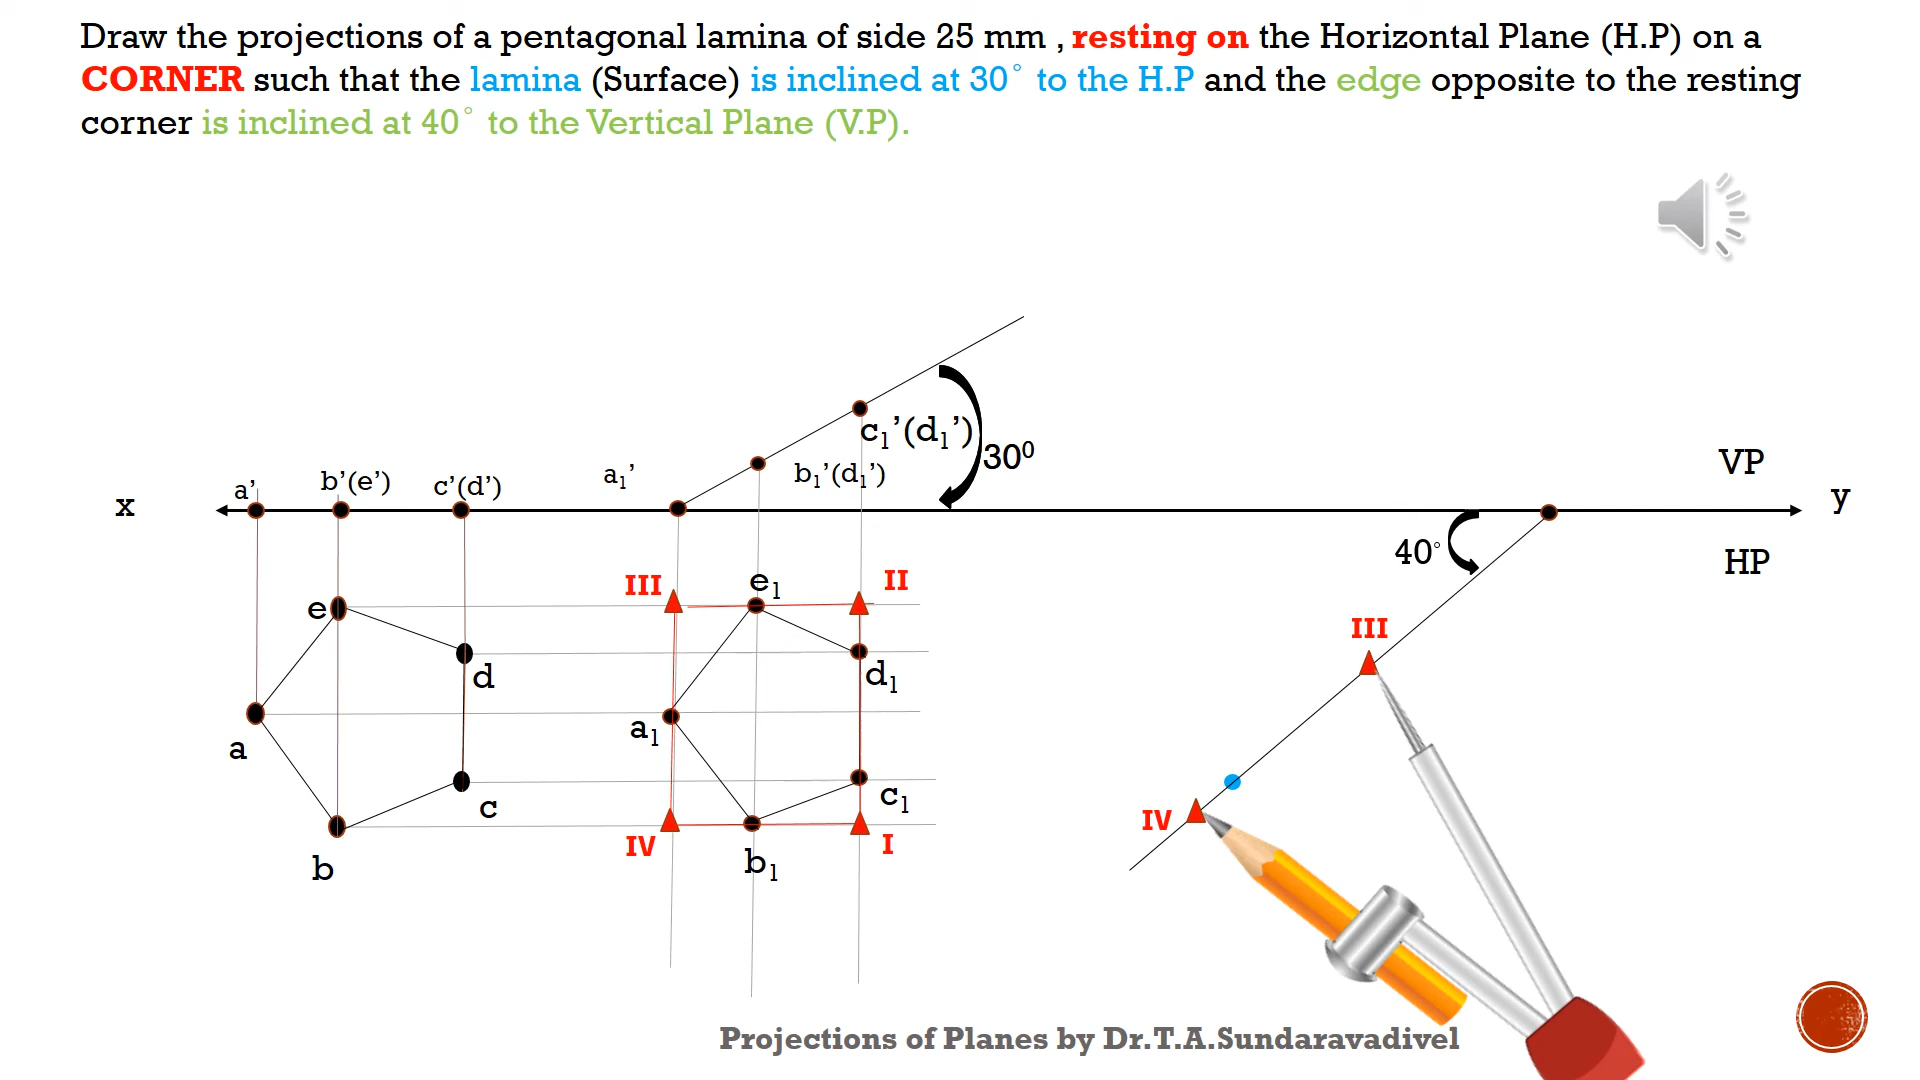 Draw the projections of a pentagonal lamina of side 25 mm , resting on the Horizontal Plane (H.P) on a
CORNER such that the lamina (Surface) is inclined at 30° to the H.P and the edge opposite to the resting
corner is inclined at 40° to the Vertical Plane (V.P).
c₁’(d₁’)
30⁰
VP
x
a’
b’(e’)
c’(d’)
a₁’
b₁’(d₁’)
y
40°
HP
III
e₁
II
e
III
d
d₁
a
a₁
c
c₁
IV
I
IV
b
b₁
Projections of Planes by Dr.T.A.Sundaravadivel